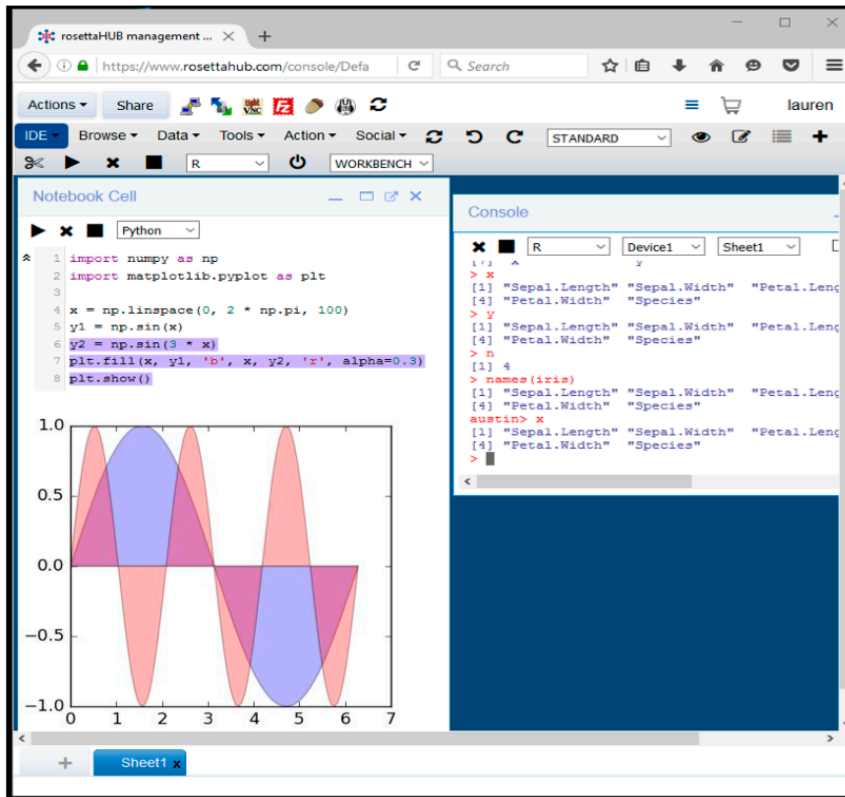 rosettaHUB management ...
https://www.rosettahub.com/console/Defa
Search
Actions
Share
VNC
FZ
lauren
IDE
Browse
Data
Tools
Action
Social
STANDARD
R
WORKBENCH
Notebook Cell
Python
1 import numpy as np
2 import matplotlib.pyplot as plt
3
4 x = np.linspace(0, 2 * np.pi, 100)
5 y1 = np.sin(x)
6 y2 = np.sin(3 * x)
7 plt.fill(x, y1, 'b', x, y2, 'r', alpha=0.3)
8 plt.show()
1.0
0.5
0.0
−0.5
−1.0
0 1 2 3 4 5 6 7
Console
R
Device1
Sheet1
> x
[1] "Sepal.Length" "Sepal.Width" "Petal.Leng
[4] "Petal.Width" "Species"
> y
[1] "Sepal.Length" "Sepal.Width" "Petal.Leng
[4] "Petal.Width" "Species"
> n
[1] 4
> names(iris)
[1] "Sepal.Length" "Sepal.Width" "Petal.Leng
[4] "Petal.Width" "Species"
austin> x
[1] "Sepal.Length" "Sepal.Width" "Petal.Leng
[4] "Petal.Width" "Species"
>
Sheet1 x